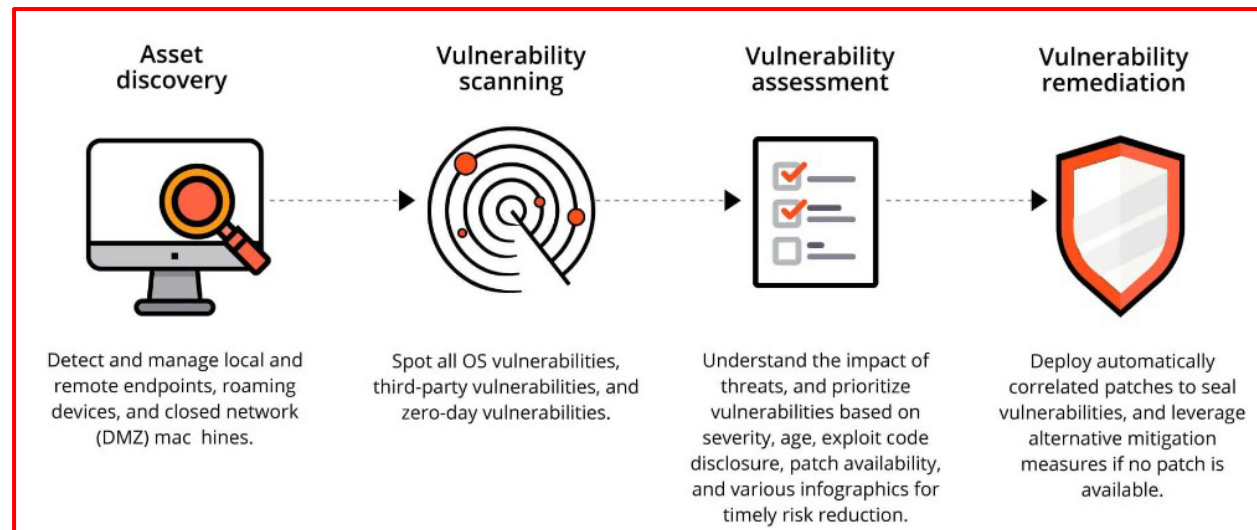 Asset
discovery
Vulnerability
scanning
Vulnerability
assessment
Vulnerability
remediation
Detect and manage local and
remote endpoints, roaming
devices, and closed network
(DMZ) mac hines.
Spot all OS vulnerabilities,
third-party vulnerabilities, and
zero-day vulnerabilities.
Understand the impact of
threats, and prioritize
vulnerabilities based on
severity, age, exploit code
disclosure, patch availability,
and various infographics for
timely risk reduction.
Deploy automatically
correlated patches to seal
vulnerabilities, and leverage
alternative mitigation
measures if no patch is
available.